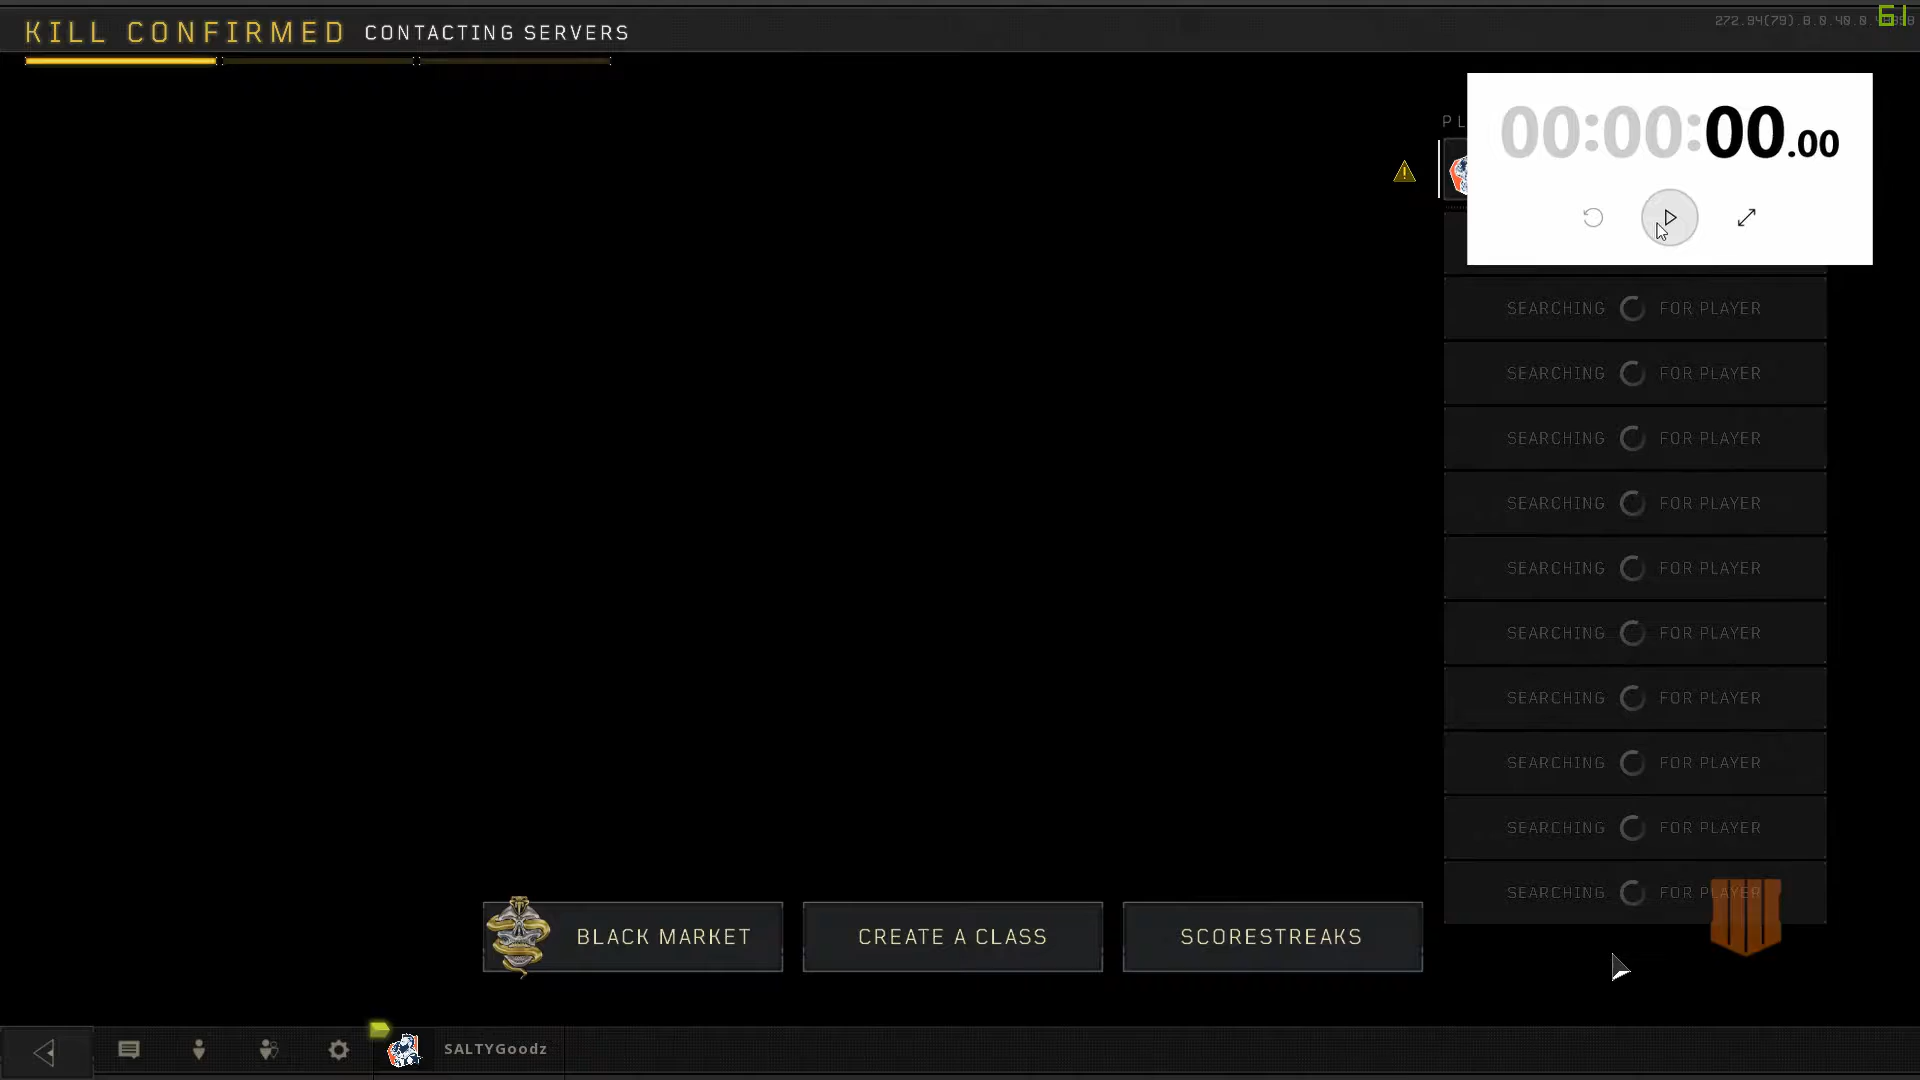 KILL CONFIRMED CONTACTING SERVERS
61
PL
00:00:00.00
SEARCHING FOR PLAYER
SEARCHING FOR PLAYER
SEARCHING FOR PLAYER
SEARCHING FOR PLAYER
SEARCHING FOR PLAYER
SEARCHING FOR PLAYER
SEARCHING FOR PLAYER
SEARCHING FOR PLAYER
SEARCHING FOR PLAYER
SEARCHING FOR PLAYER
BLACK MARKET
CREATE A CLASS
SCORESTREAKS
SALTYGoodz